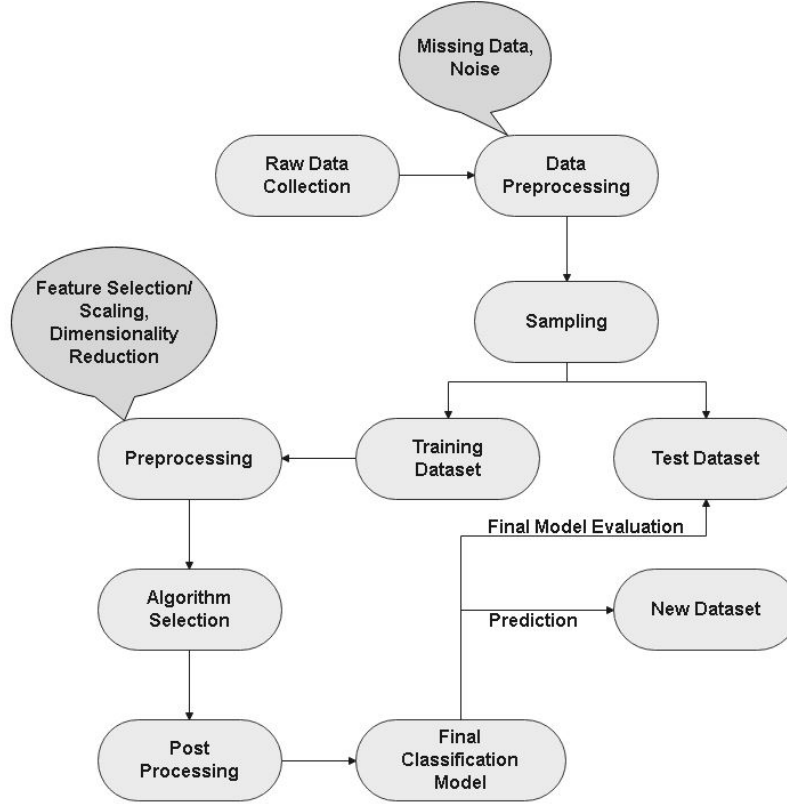 Missing Data,
Noise
Raw Data
Collection
Data
Preprocessing
Feature Selection/
Scaling,
Dimensionality
Reduction
Sampling
Preprocessing
Training
Dataset
Test Dataset
Final Model Evaluation
Algorithm
Selection
Prediction
New Dataset
Post
Processing
Final
Classification
Model